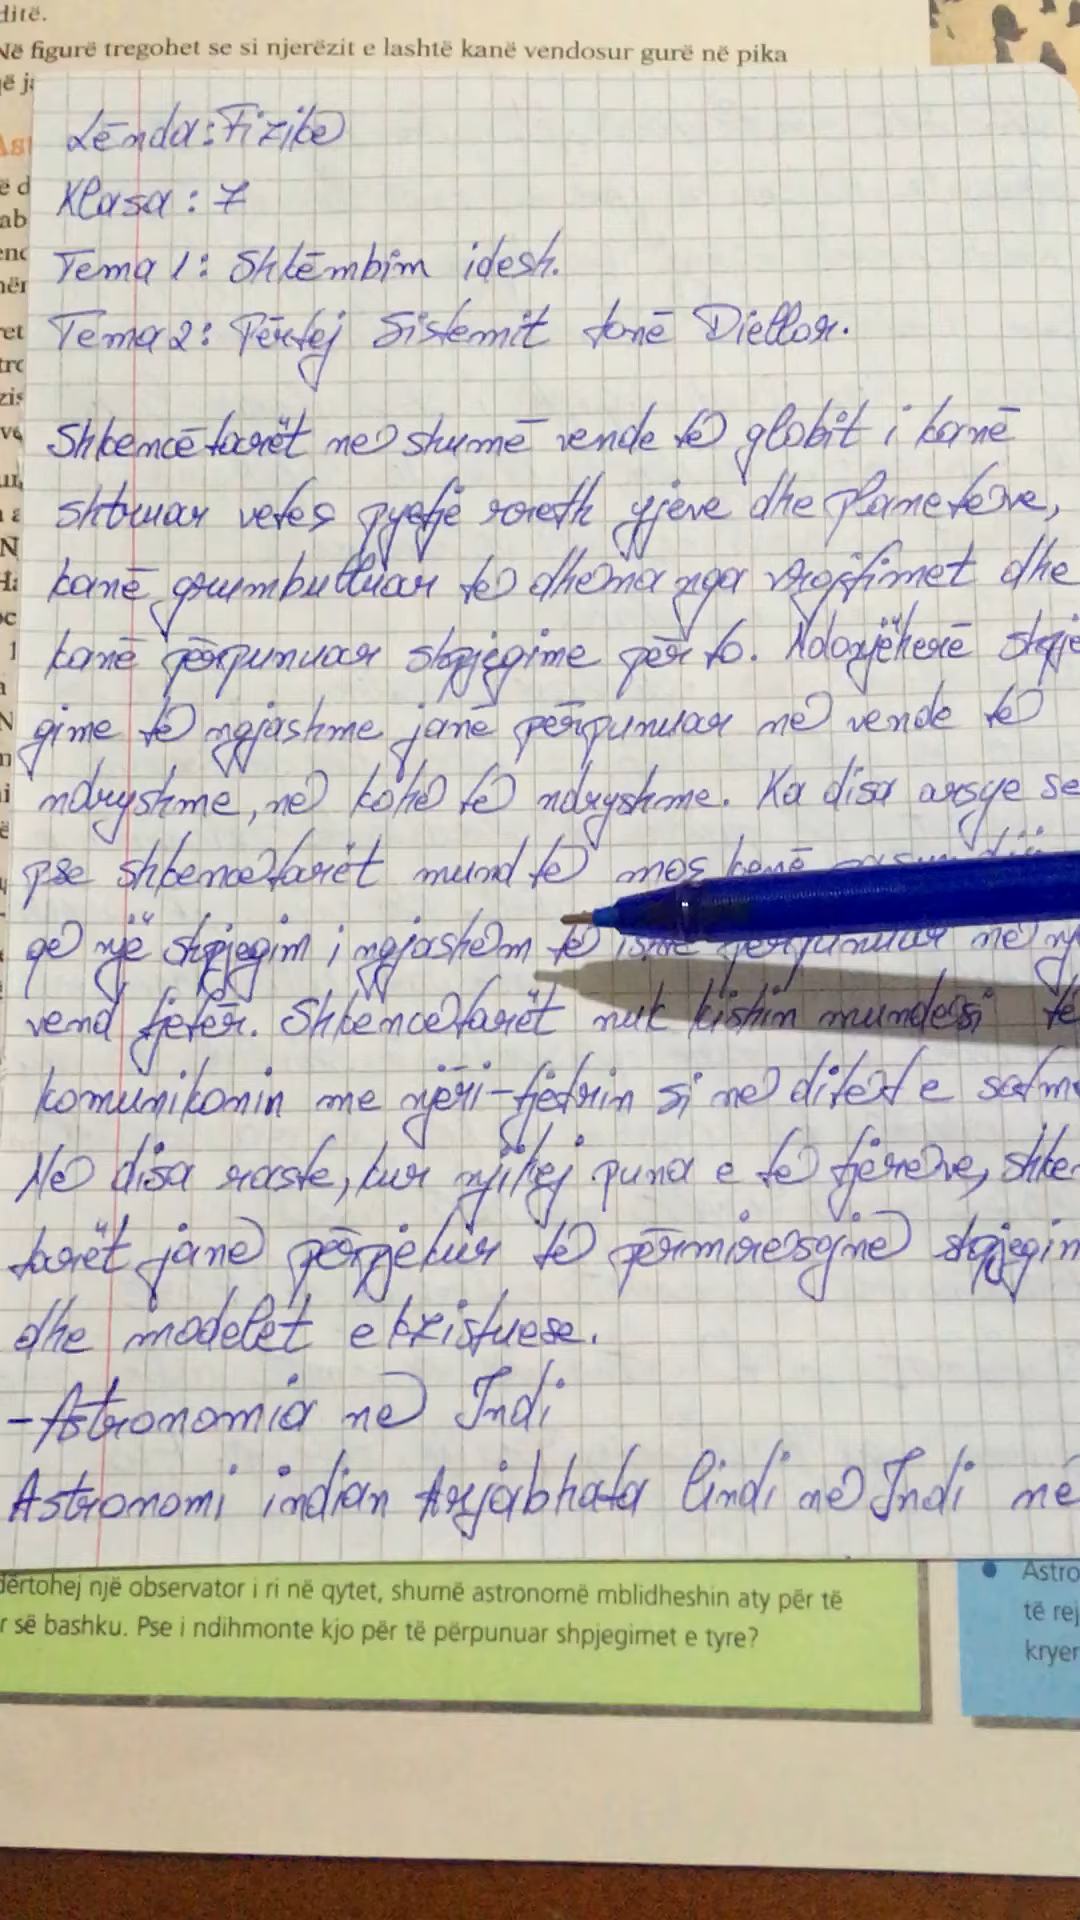 ditë.
Në figurë tregohet se si njerëzit e lashtë kanë vendosur gurë në pika
Lënda: Fizikë
Klasa: 7
Tema 1: Shkëmbim idesh.
Tema 2: Përtej Sistemit tonë Diellor.
Shkencëtarët në shumë vende të globit i kanë
shtruar vetes pyetje rreth yjeve dhe planetëve,
kanë grumbulluar të dhëna nga vrojtimet dhe
kanë përpunuar shpjegime për to. Ndonjëherë shpje
gime të ngjashme janë përpunuar në vende të
ndryshme, në kohë të ndryshme. Ka disa arsye se
pse shkencëtarët mund të mos kenë
që një shpjegim i ngjashëm të ishte përpunuar në
vend tjetër. Shkencëtarët nuk kishin mundësi të
komunikonin me njëri-tjetrin si në ditët e sotme
Në disa raste, kur njihej puna e të tjerëve, shke
tarët janë përpjekur të përmirësojnë shpjegim
dhe modelet ekzistuese.
- Astronomia në Indi
Astronomi indian Arjabhata lindi në Indi në
dërtohej një observator i ri në qytet, shumë astronomë mblidheshin aty për të
r së bashku. Pse i ndihmonte kjo për të përpunuar shpjegimet e tyre?
• Astro
të rej
kryer